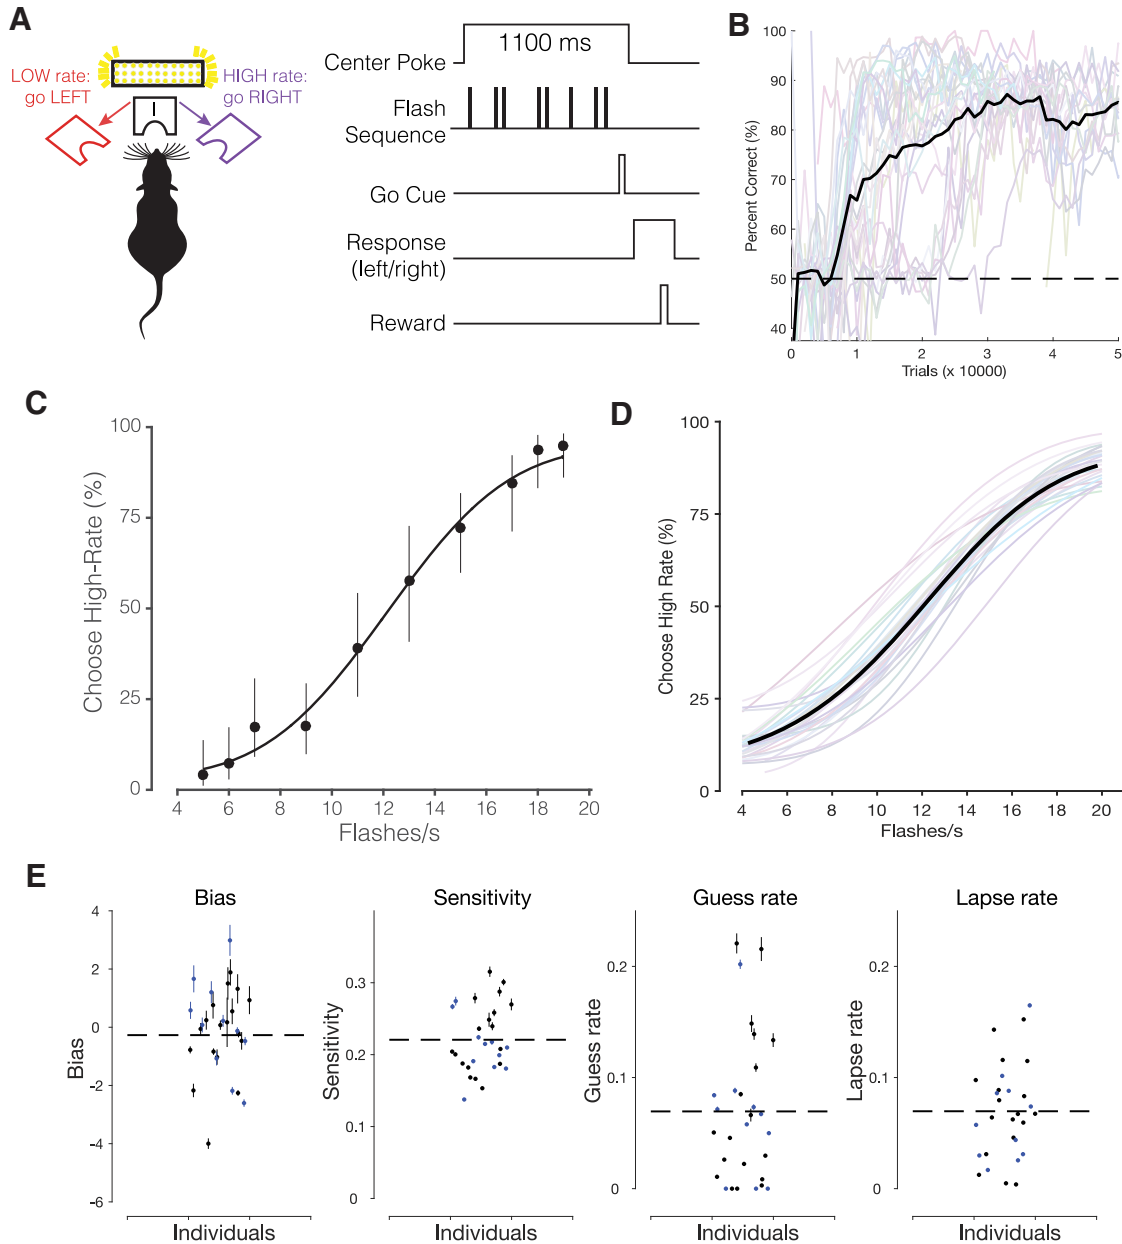 A
LOW rate:
go LEFT
HIGH rate:
go RIGHT
1100 ms
Center Poke
Flash
Sequence
Go Cue
Response
(left/right)
Reward
B
Percent Correct (%)
100
90
80
70
60
50
40
0 1 2 3 4 5
Trials (x 10000)
C
Choose High-Rate (%)
100
75
50
25
0
4 6 8 10 12 14 16 18 20
Flashes/s
D
Choose High Rate (%)
100
75
50
25
0
4 6 8 10 12 14 16 18 20
Flashes/s
E
Bias
Bias
4
2
0
-2
-4
-6
Individuals
Sensitivity
Sensitivity
0.3
0.2
0.1
0
Individuals
Guess rate
Guess rate
0.2
0.1
0
Individuals
Lapse rate
Lapse rate
0.2
0.1
0
Individuals